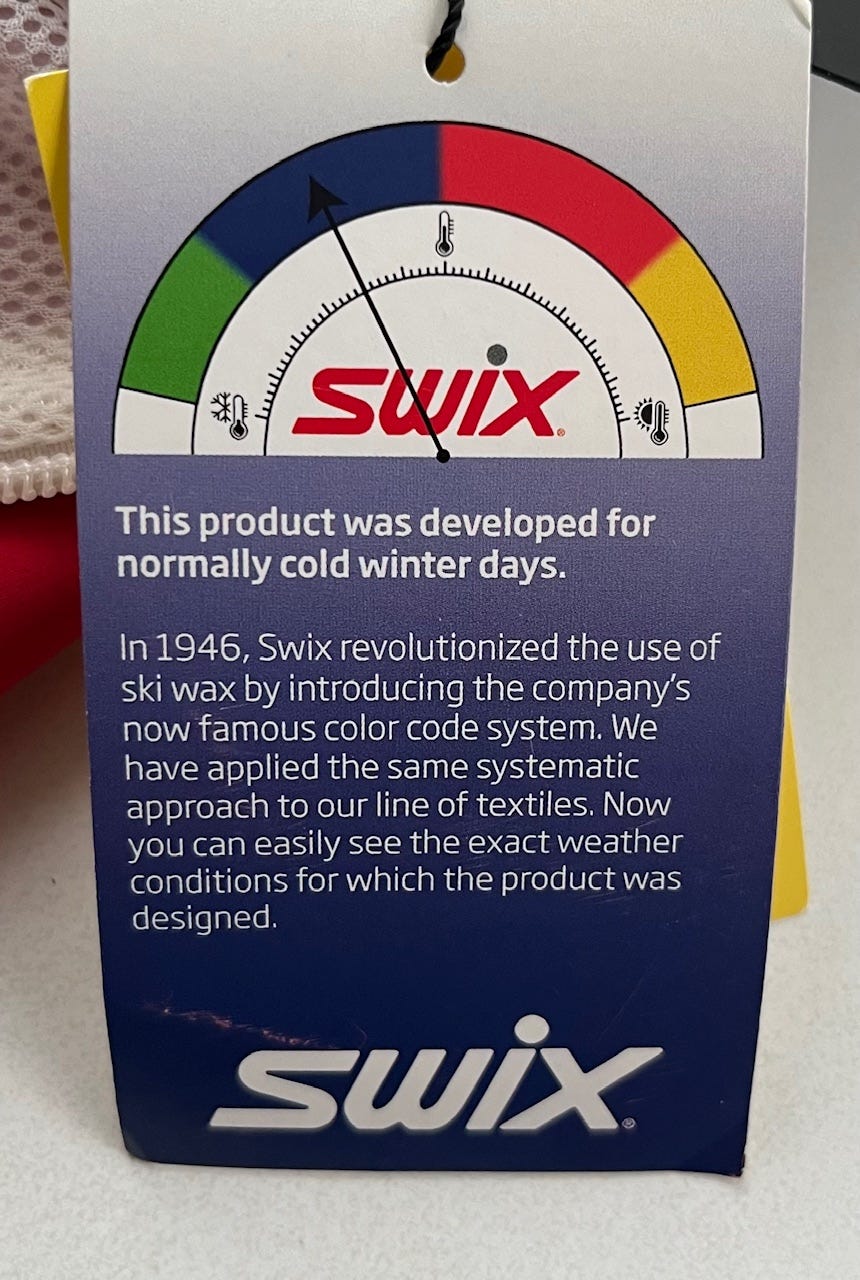 SWIX®
This product was developed for
normally cold winter days.
In 1946, Swix revolutionized the use of
ski wax by introducing the company's
now famous color code system. We
have applied the same systematic
approach to our line of textiles. Now
you can easily see the exact weather
conditions for which the product was
designed.
SWIX®